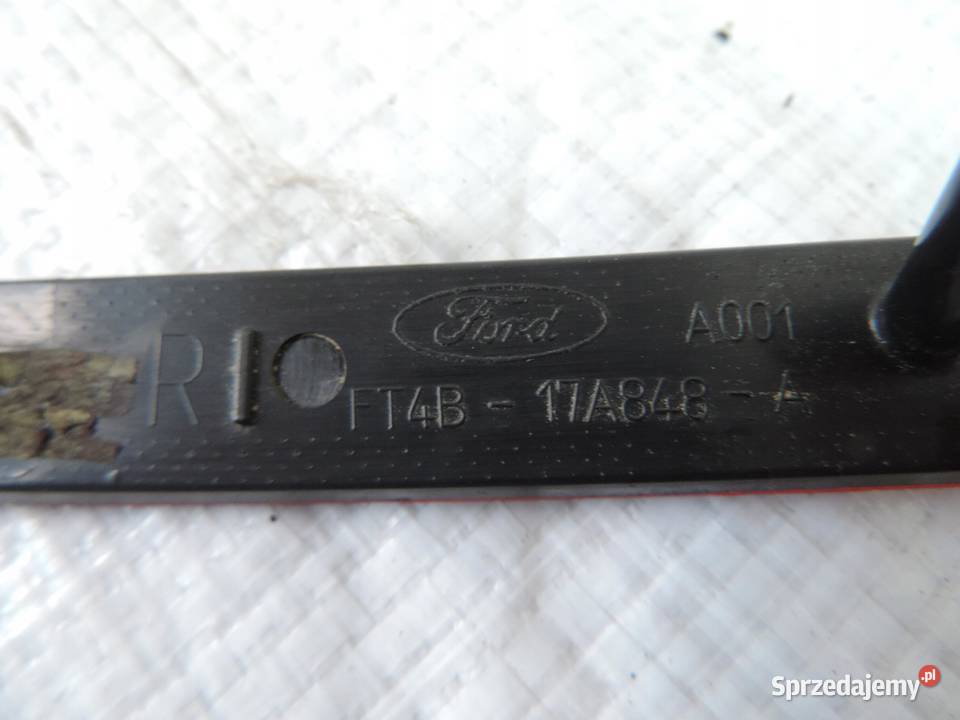 Ford
A001
R I
FT4B - 17A848 - A
Sprzedajemy.pl